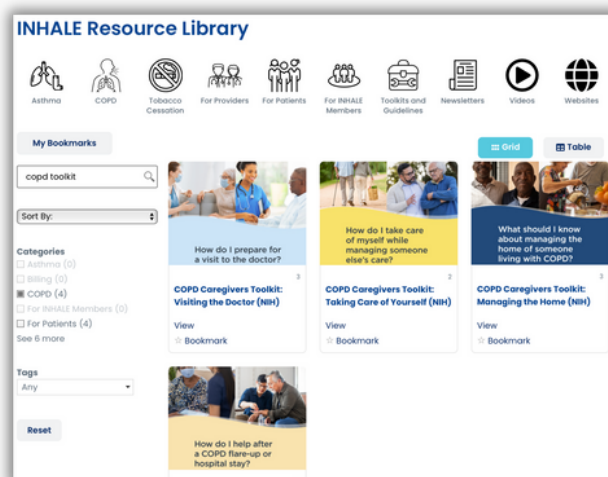 INHALE Resource Library
Asthma
COPD
Tobacco
Cessation
For Providers
For Patients
For INHALE
Members
Toolkits and
Guidelines
Newsletters
Videos
Websites
My Bookmarks
Grid
Table
copd toolkit
Sort By:
Categories
Asthma (0)
Billing (0)
COPD (4)
For INHALE Members (0)
For Patients (4)
See 6 more
Tags
Any
Reset
How do I prepare for
a visit to the doctor?
3
COPD Caregivers Toolkit:
Visiting the Doctor (NIH)
View
Bookmark
How do I take care
of myself while
managing someone
else's care?
2
COPD Caregivers Toolkit:
Taking Care of Yourself (NIH)
View
Bookmark
What should I know
about managing the
home of someone
living with COPD?
3
COPD Caregivers Toolkit:
Managing the Home (NIH)
View
Bookmark
How do I help after
a COPD flare-up or
hospital stay?